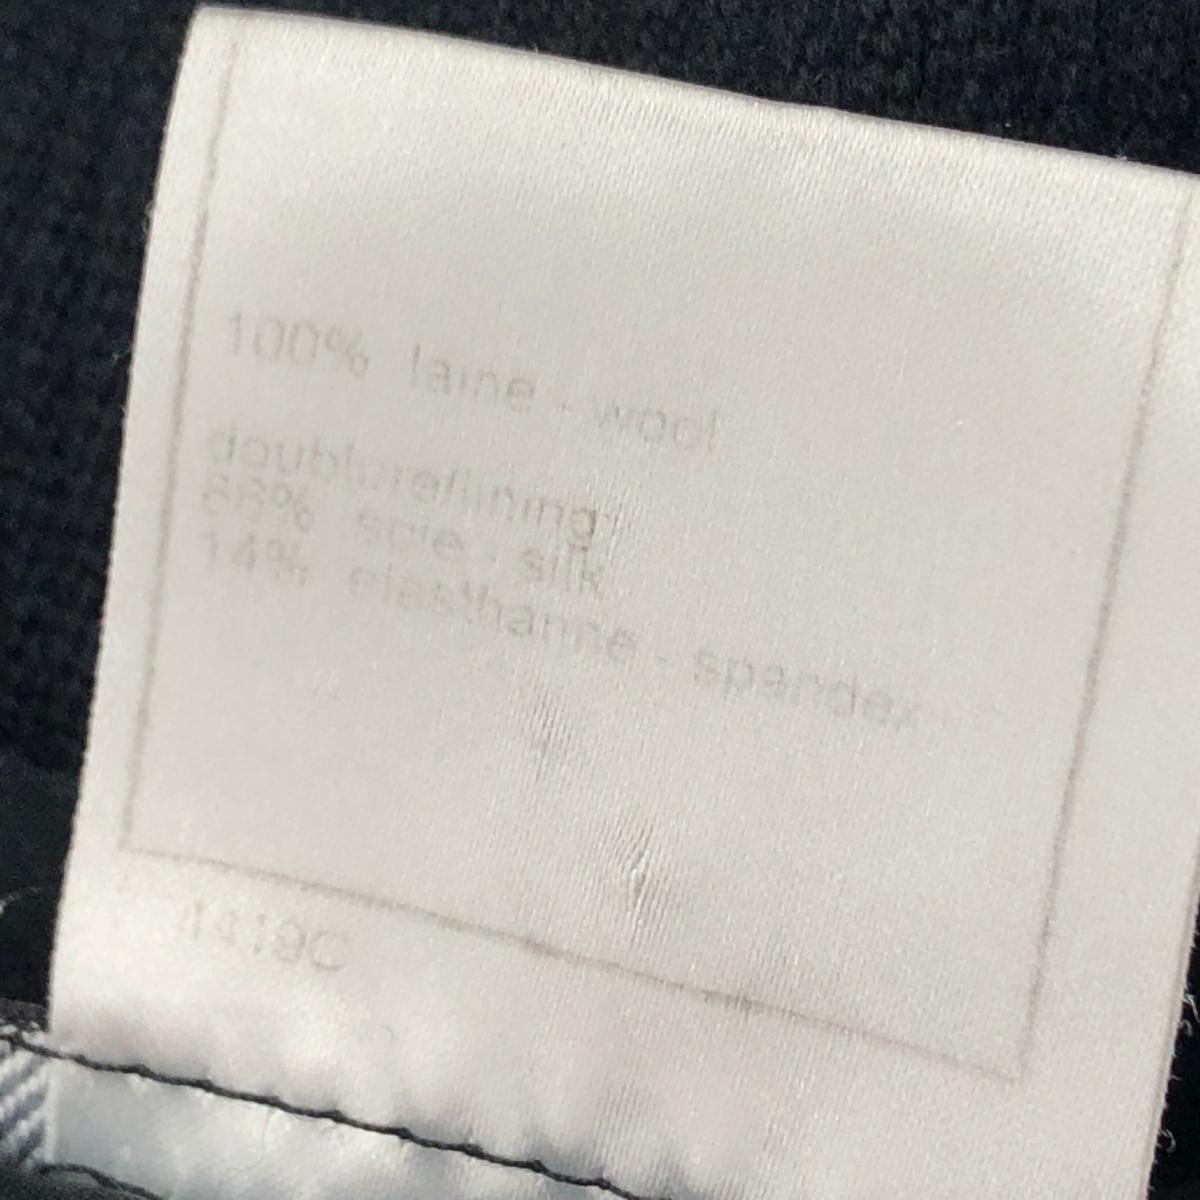 100% laine - wool
doublure/lining
86% soie - silk
14% elasthanne - spandex
1419C